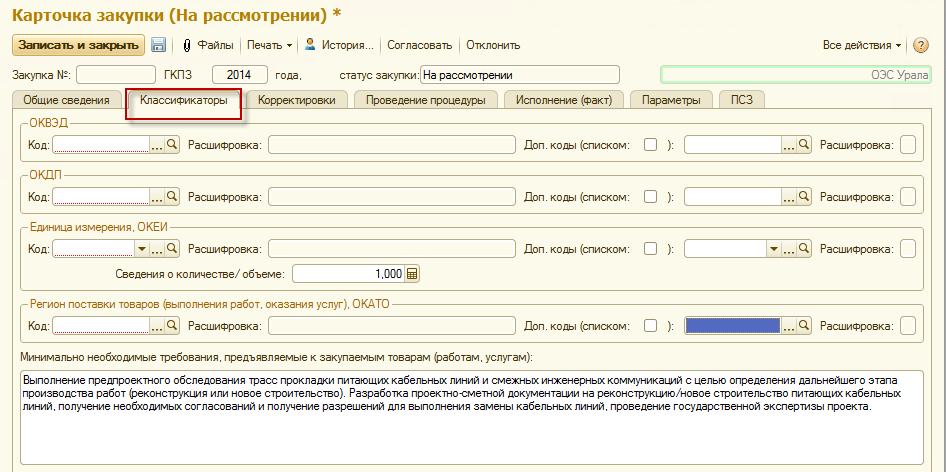 Карточка закупки (На рассмотрении) *
Записать и закрыть Файлы Печать История... Согласовать Отклонить Все действия ?
Закупка №: ГКПЗ 2014 года, статус закупки: На рассмотрении ОЭС Урала
Общие сведения Классификаторы Корректировки Проведение процедуры Исполнение (факт) Параметры ПСЗ
ОКВЭД
Код: ... Расшифровка: Доп. коды (списком: ): ... Расшифровка:
ОКДП
Код: ... Расшифровка: Доп. коды (списком: ): ... Расшифровка:
Единица измерения, ОКЕИ
Код: ... Расшифровка: Доп. коды (списком: ): ... Расшифровка:
Сведения о количестве/ объеме: 1,000
Регион поставки товаров (выполнения работ, оказания услуг), ОКАТО
Код: ... Расшифровка: Доп. коды (списком: ): ... Расшифровка:
Минимально необходимые требования, предъявляемые к закупаемым товарам (работам, услугам):
Выполнение предпроектного обследования трасс прокладки питающих кабельных линий и смежных инженерных коммуникаций с целью определения дальнейшего этапа
производства работ (реконструкция или новое строительство). Разработка проектно-сметной документации на реконструкцию/новое строительство питающих кабельных
линий, получение необходимых согласований и получение разрешений для выполнения замены кабельных линий, проведение государственной экспертизы проекта.